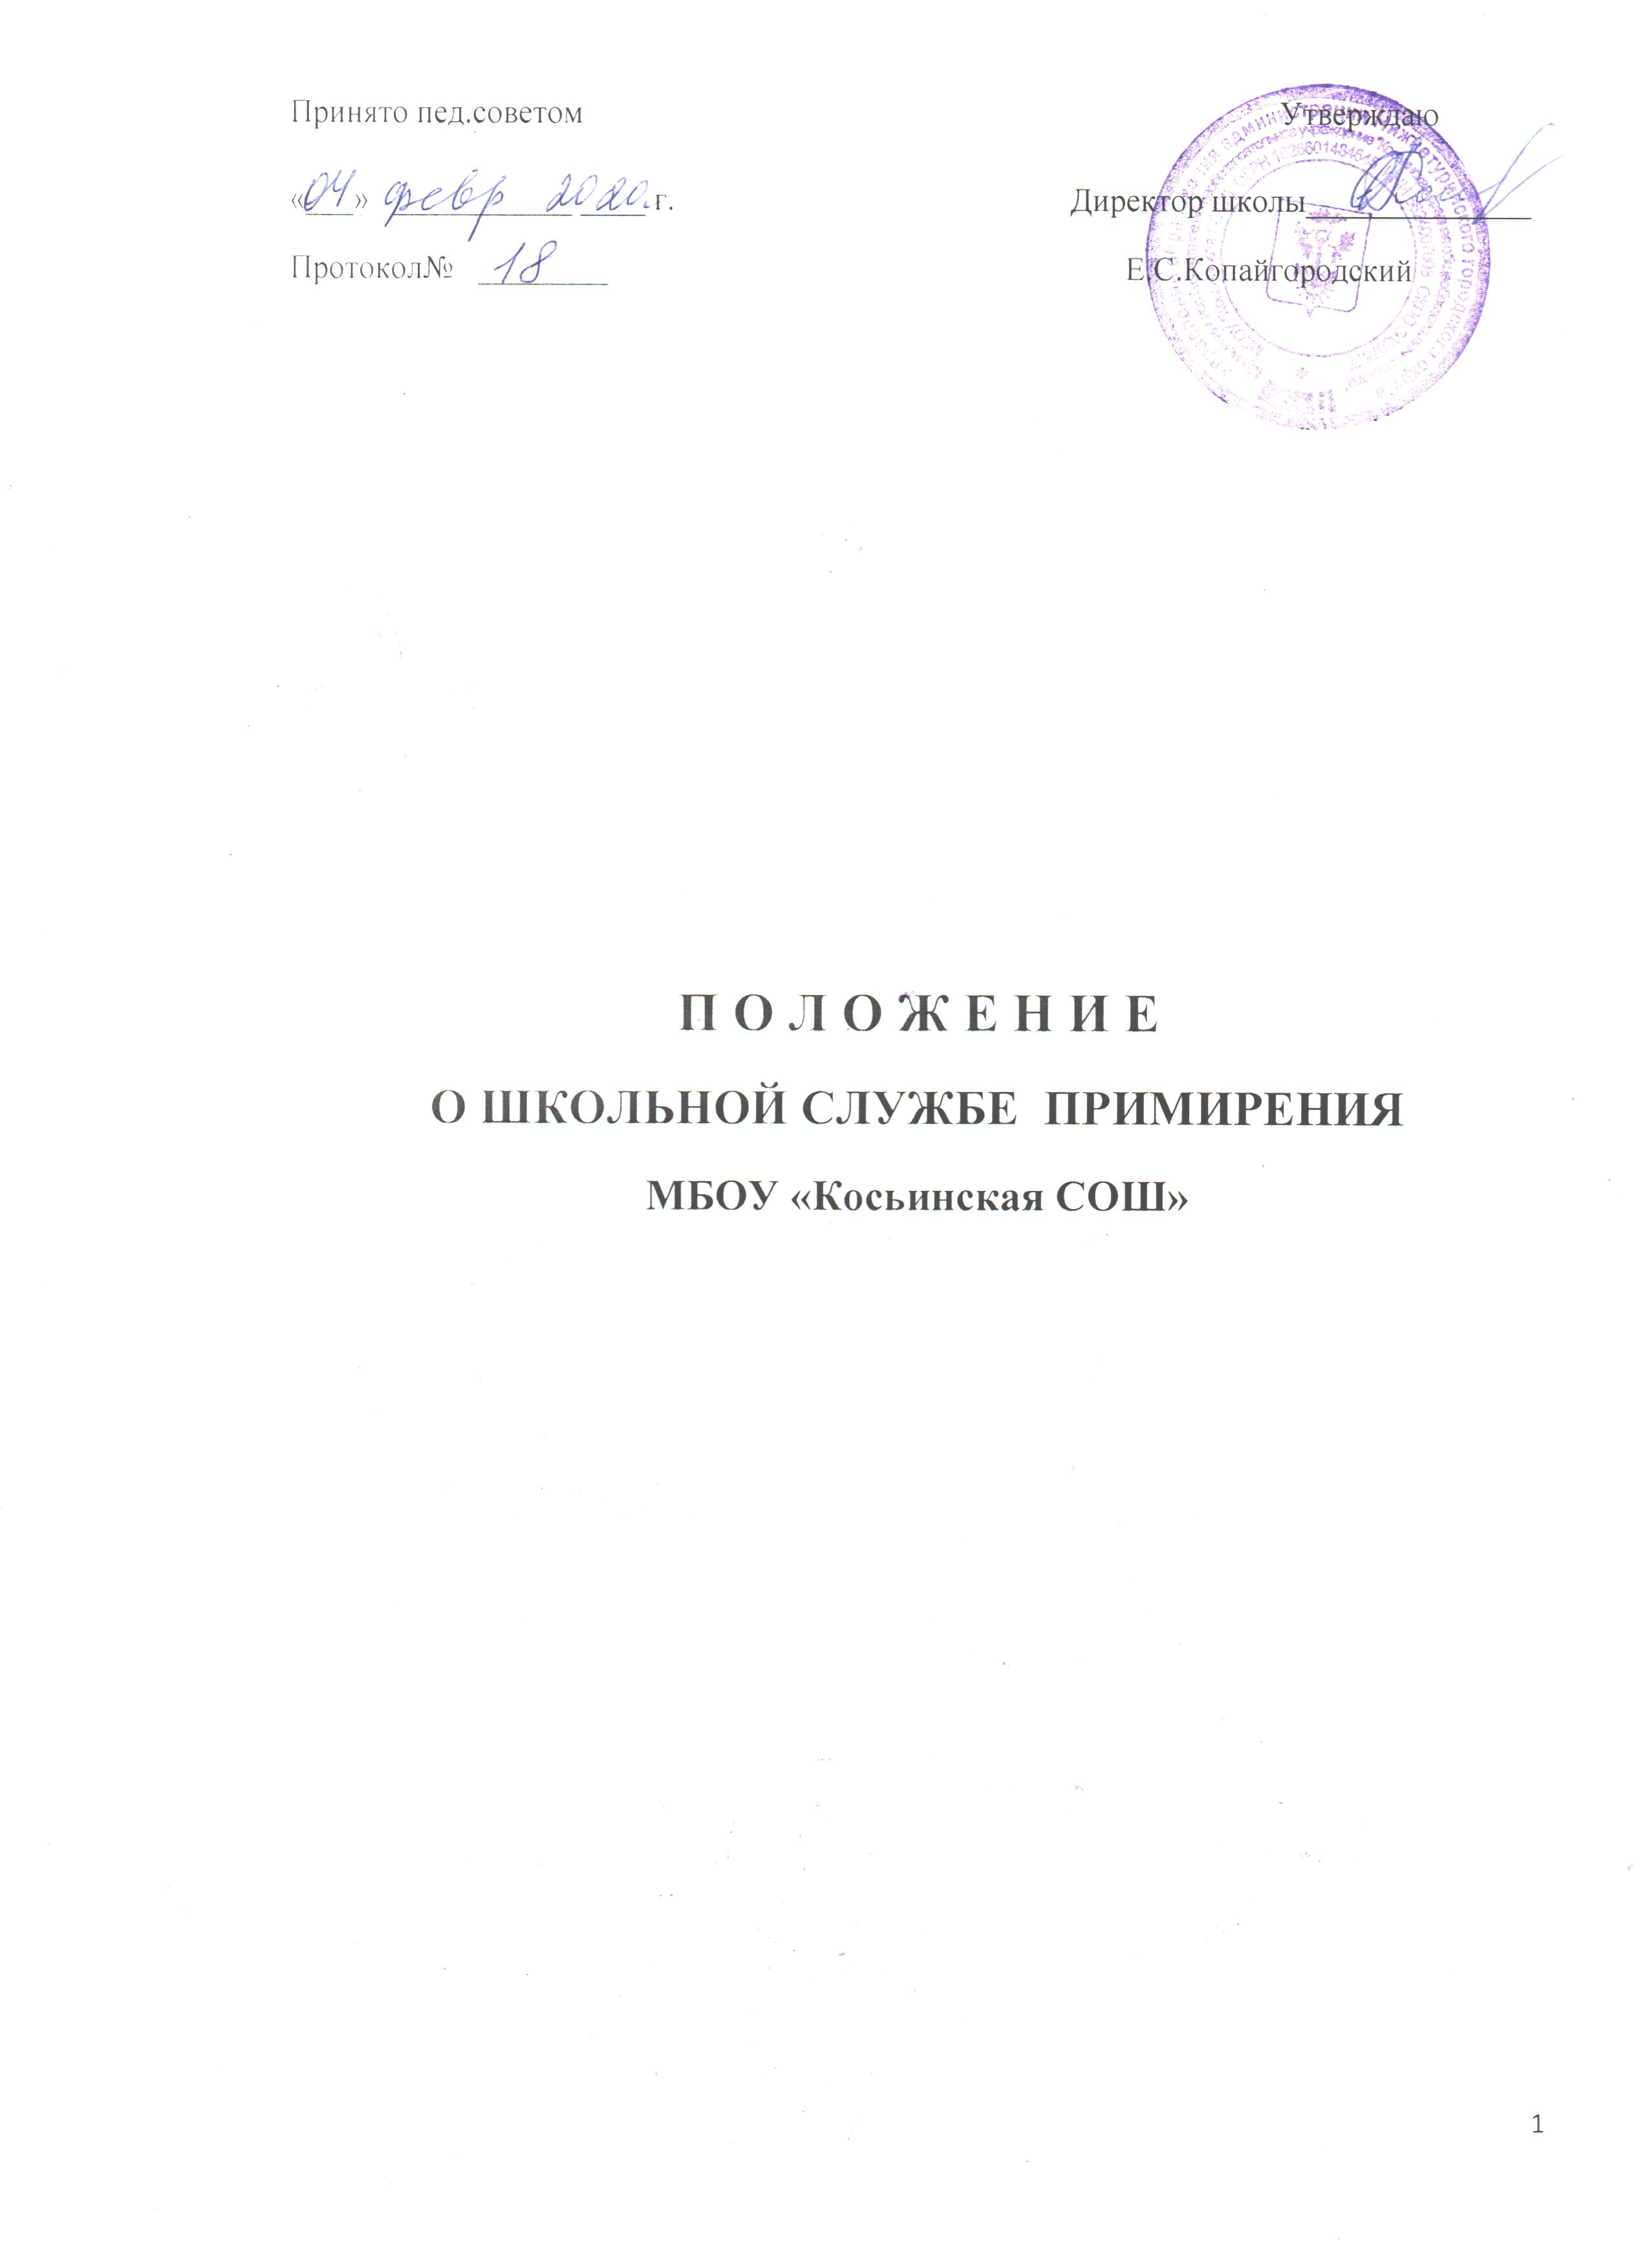 Принято пед.советом
Утверждаю
«04» февр 2020 г.
Директор школы
Протокол№ 18
Е.С.Копайгородский
П О Л О Ж Е Н И Е
О ШКОЛЬНОЙ СЛУЖБЕ ПРИМИРЕНИЯ
МБОУ «Косьинская СОШ»
1